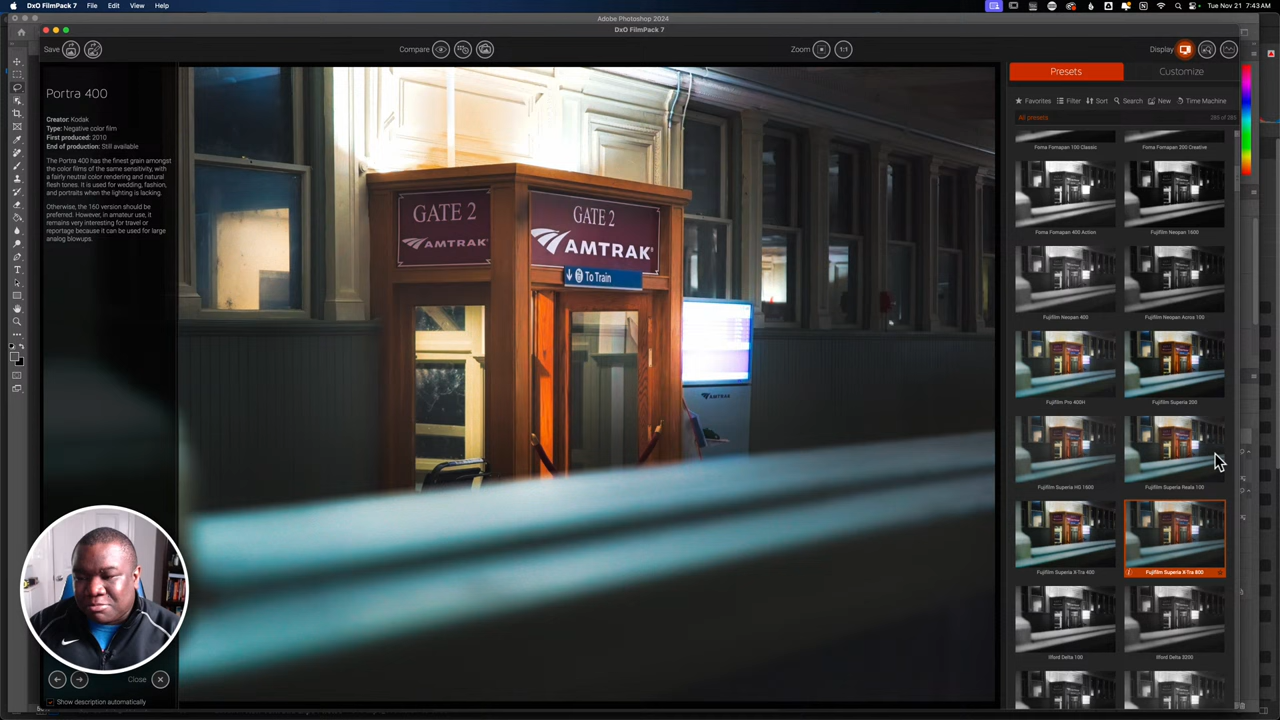 DxO FilmPack 7
File
Edit
View
Help
Tue Nov 21 7:43 AM
Adobe Photoshop 2024
DxO FilmPack 7
Save
Compare
Zoom
1:1
Display
Portra 400
Creator: Kodak
Type: Negative color film
First produced: 2010
End of production: Still available
The Portra 400 has the finest grain amongst
the color films of the same sensitivity, with
a fairly neutral color rendering and natural
flesh tones. It is used for wedding, fashion,
and portraits when the lighting is lacking.
Otherwise, the 160 version should be
preferred. However, in amateur use, it
remains very interesting for travel or
reportage because it can be used for large
analog blowups.
GATE 2
AMTRAK
GATE 2
AMTRAK®
To Train
AMTRAK
Presets
Customize
Favorites
Filter
Sort
Search
New
Time Machine
All presets
Foma Fomapan 100 Classic
Foma Fomapan 200 Creative
Foma Fomapan 400 Action
Fujifilm Neopan 1600
Fujifilm Neopan 400
Fujifilm Neopan Acros 100
Fujifilm Pro 400H
Fujifilm Superia 200
Fujifilm Superia HG 1600
Fujifilm Superia Reala 100
Fujifilm Superia X-Tra 400
Fujifilm Superia X-Tra 800
Ilford Delta 100
Ilford Delta 3200
Close
Show description automatically